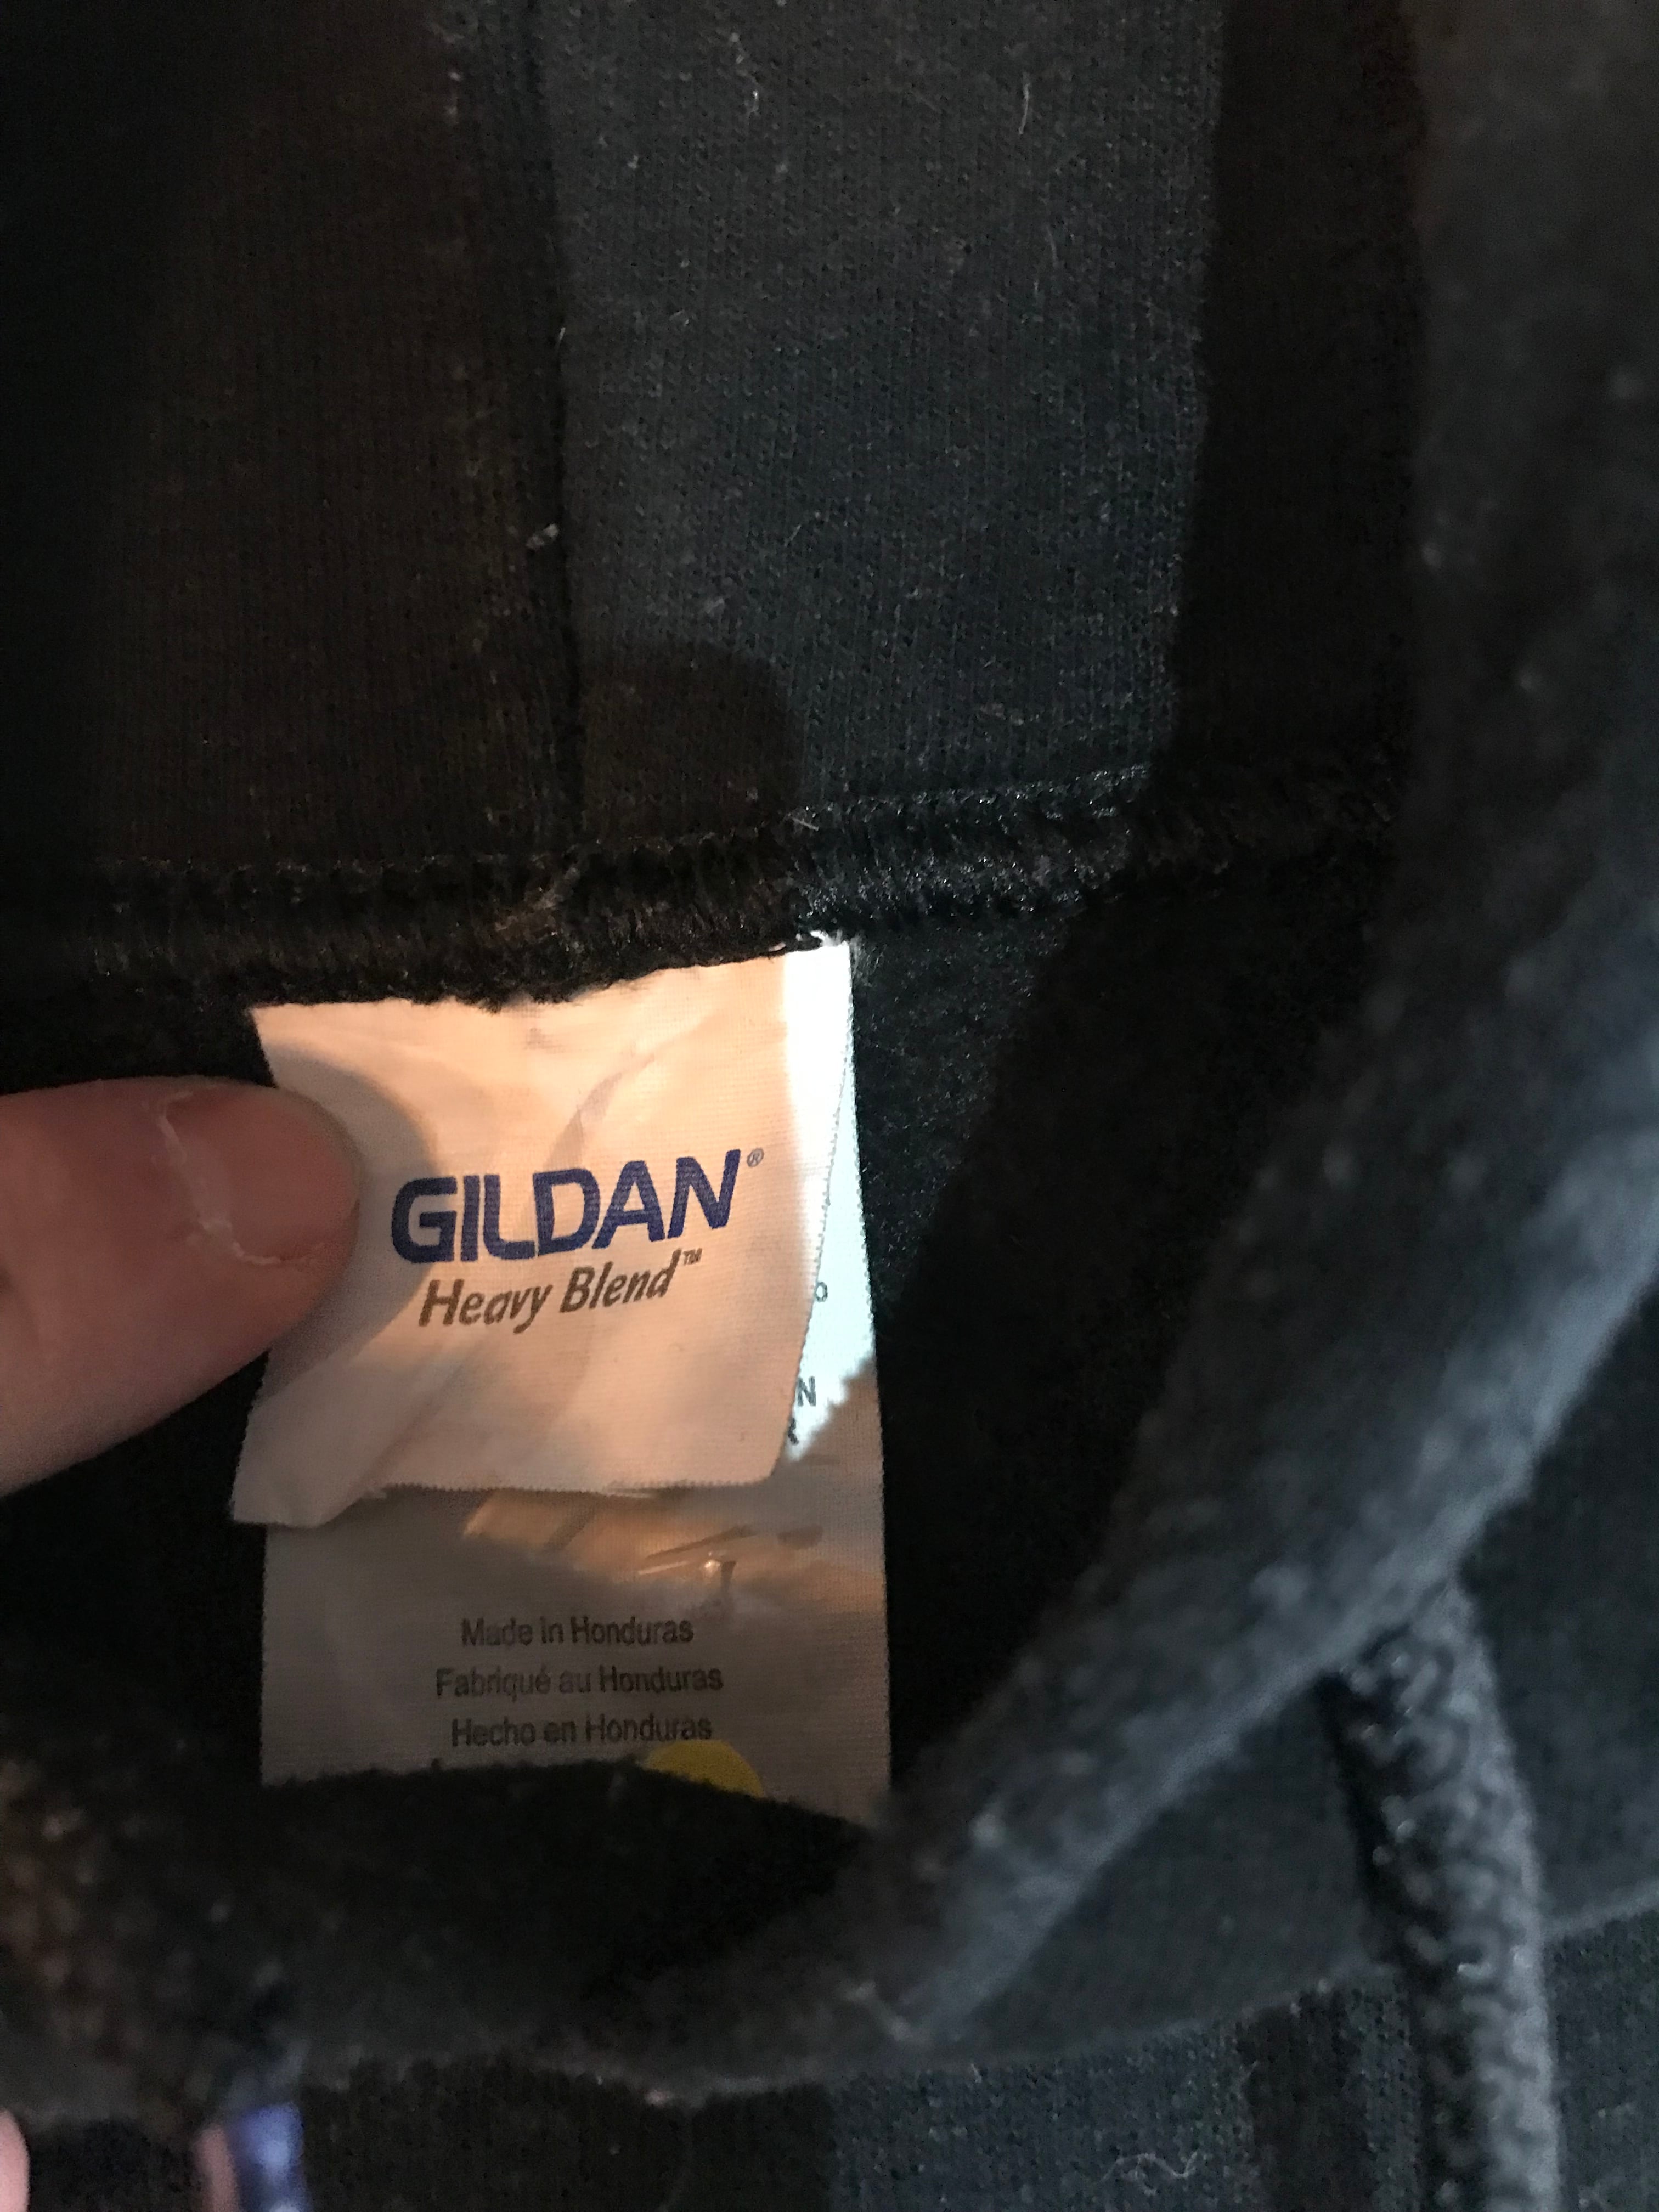 GILDAN®
Heavy Blend™
O
N
Made in Honduras
Fabriqué au Honduras
Hecho en Honduras